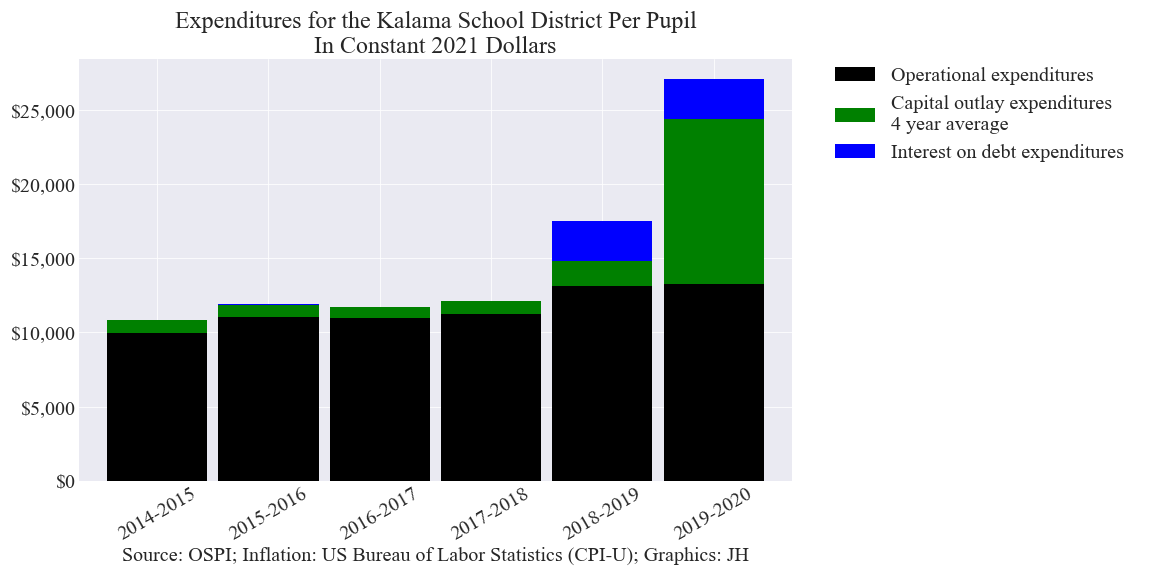 Expenditures for the Kalama School District Per Pupil
In Constant 2021 Dollars
Operational expenditures
Capital outlay expenditures
4 year average
Interest on debt expenditures
$25,000
$20,000
$15,000
$10,000
$5,000
$0
2014-2015
2015-2016
2016-2017
2017-2018
2018-2019
2019-2020
Source: OSPI; Inflation: US Bureau of Labor Statistics (CPI-U); Graphics: JH